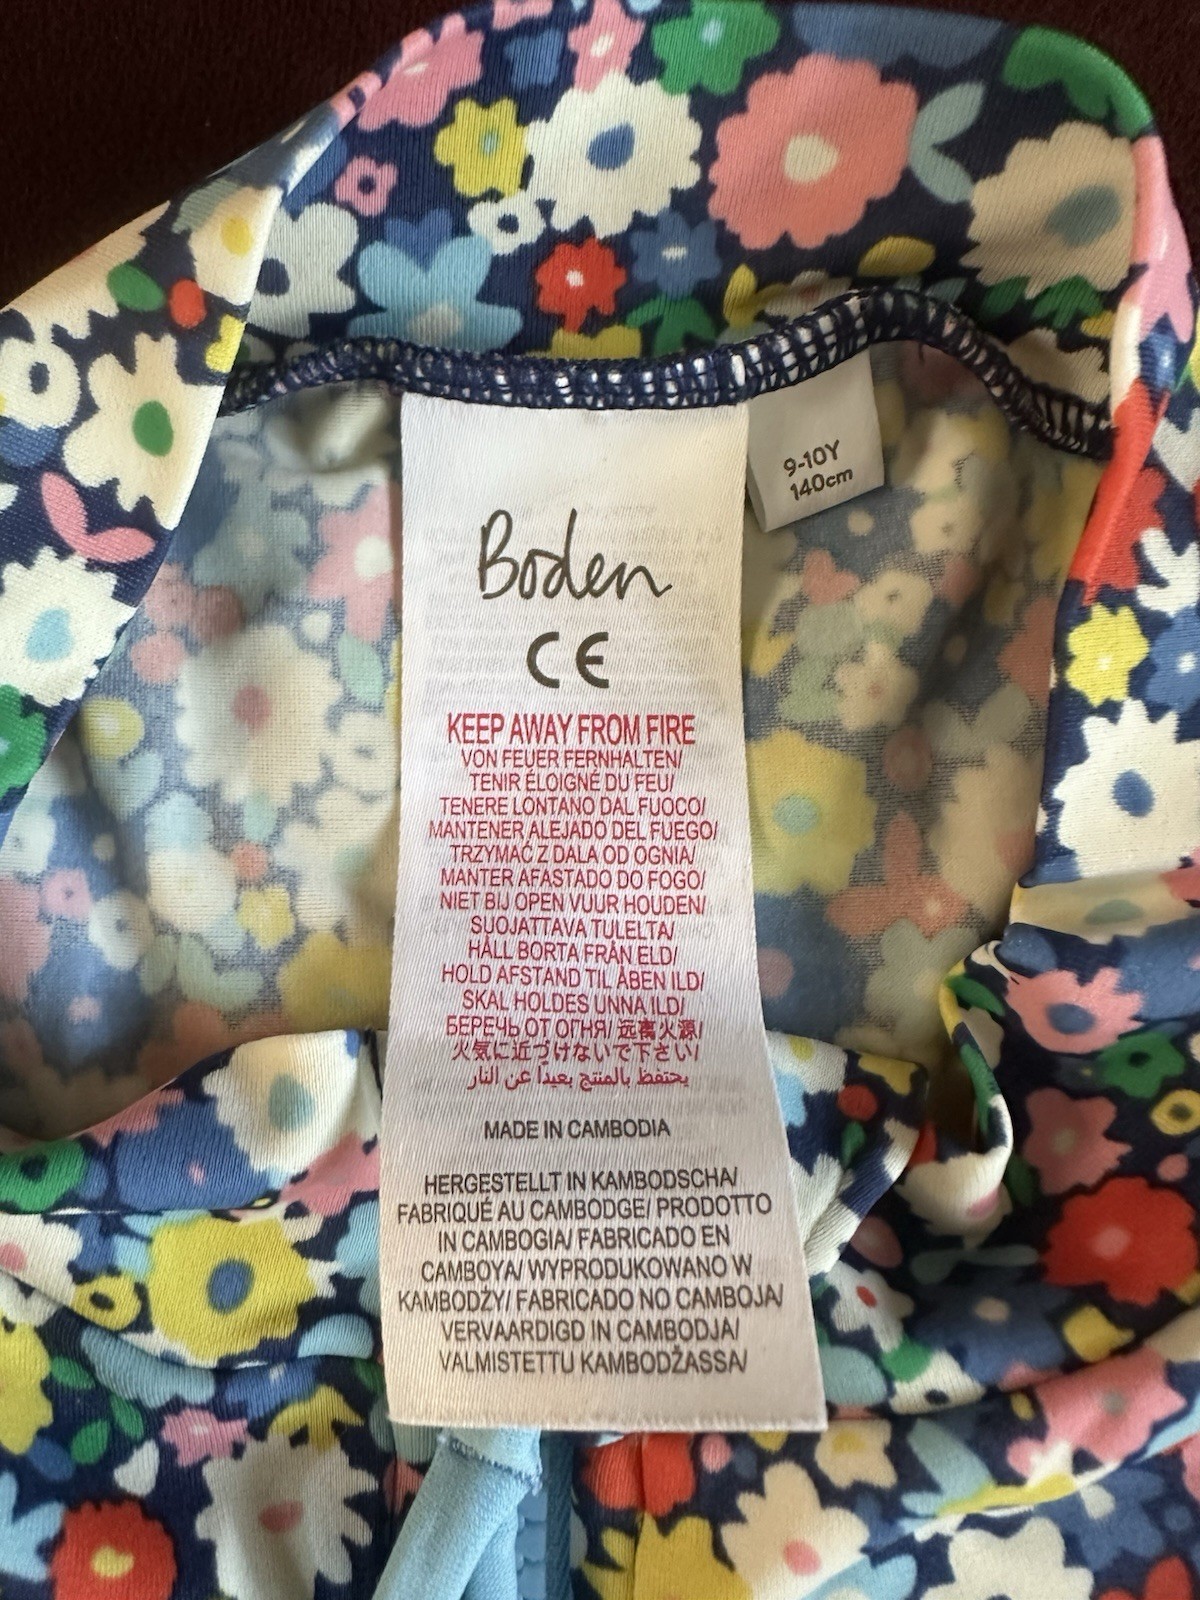 9-10Y
140cm
Boden
CE
KEEP AWAY FROM FIRE
VON FEUER FERNHALTEN/
TENIR ÉLOIGNÉ DU FEU/
TENERE LONTANO DAL FUOCO/
MANTENER ALEJADO DEL FUEGO/
TRZYMAĆ Z DALA OD OGNIA/
MANTER AFASTADO DO FOGO/
NIET BIJ OPEN VUUR HOUDEN/
SUOJATTAVA TULELTA/
HÅLL BORTA FRÅN ELD/
HOLD AFSTAND TIL ÅBEN ILD/
SKAL HOLDES UNNA ILD/
БЕРЕЧЬ ОТ ОГНЯ/ 远离火源/
火気に近づけないで下さい/
يحتفظ بالمنتج بعيدًا عن النار
MADE IN CAMBODIA
HERGESTELLT IN KAMBODSCHA/
FABRIQUÉ AU CAMBODGE/ PRODOTTO
IN CAMBOGIA/ FABRICADO EN
CAMBOYA/ WYPRODUKOWANO W
KAMBODŻY/ FABRICADO NO CAMBOJA/
VERVAARDIGD IN CAMBODJA/
VALMISTETTU KAMBODŽASSA/